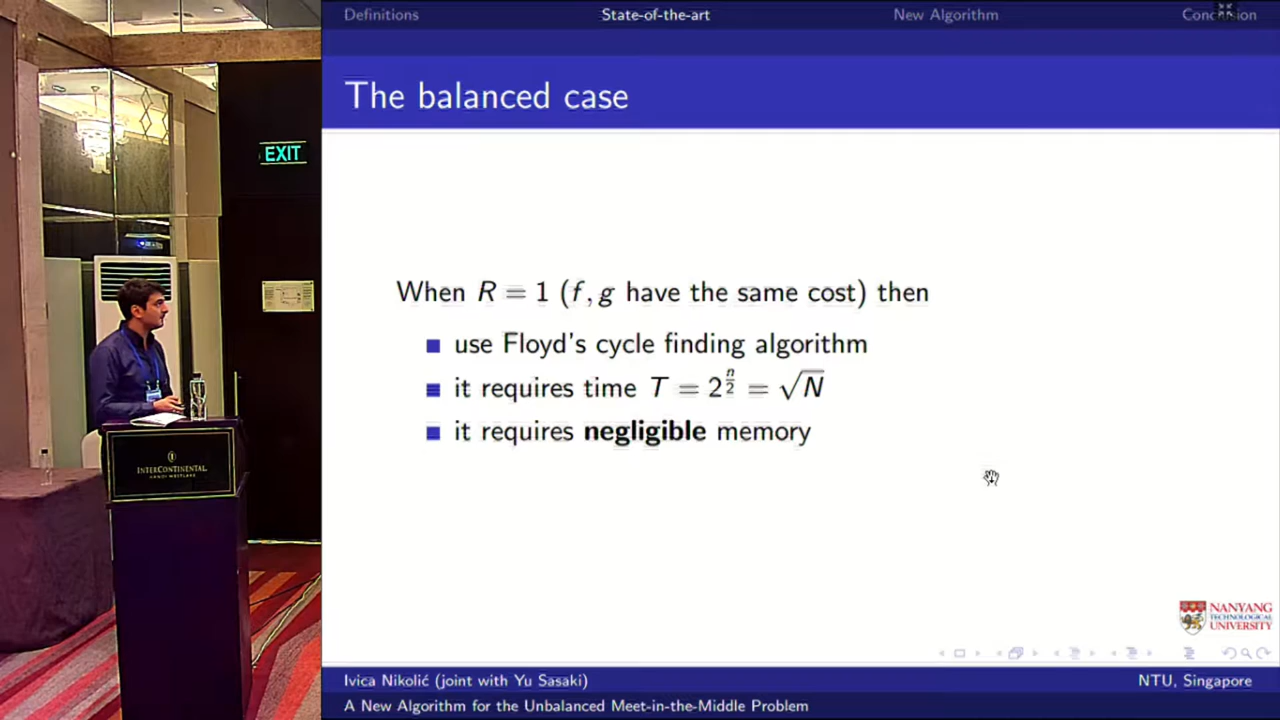 Definitions State-of-the-art New Algorithm Conclusion
The balanced case
EXIT
When R = 1 (f, g have the same cost) then
use Floyd's cycle finding algorithm
it requires time T = 2^{n/2} = √N
it requires negligible memory
INTERCONTINENTAL
HANOI WESTLAKE
NANYANG
TECHNOLOGICAL
UNIVERSITY
Ivica Nikolić (joint with Yu Sasaki) NTU, Singapore
A New Algorithm for the Unbalanced Meet-in-the-Middle Problem